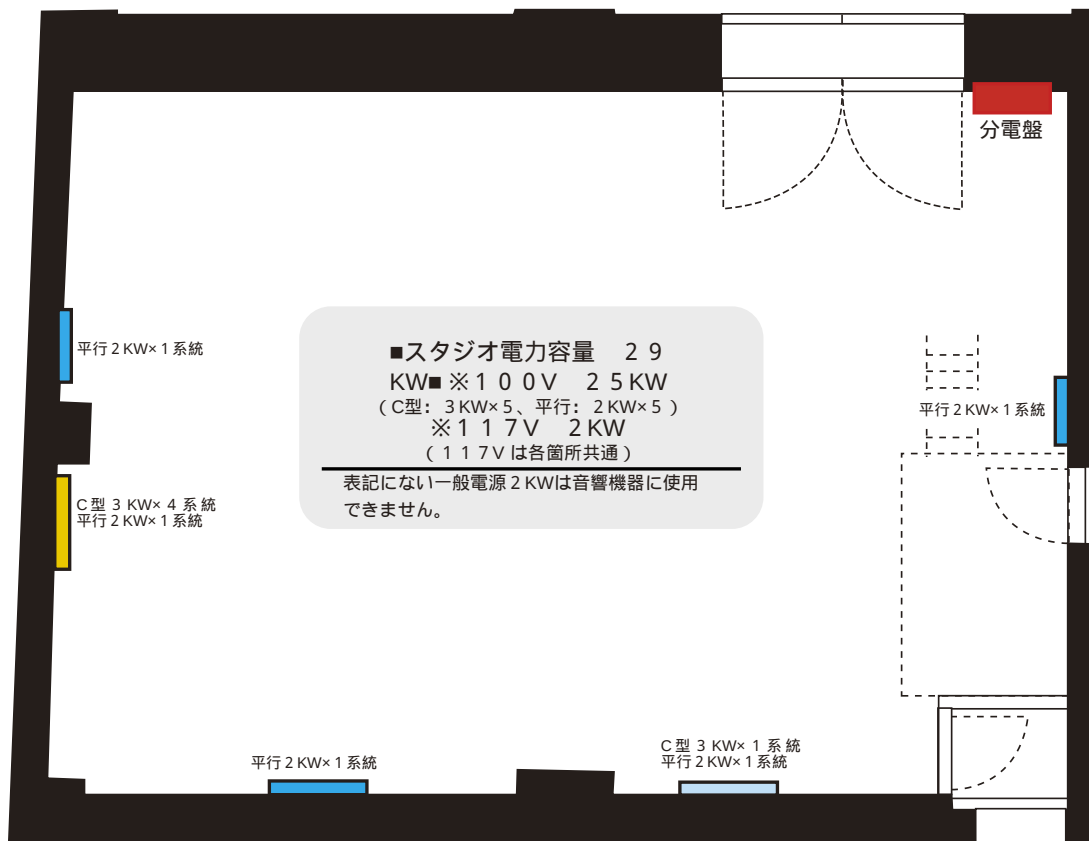 分電盤
平行2KW×1系統
■スタジオ電力容量 29
KW■ ※100V 25KW
(C型: 3KW×5、平行: 2KW×5)
※117V 2KW
(117Vは各箇所共通)
表記にない一般電源2KWは音響機器に使用
できません。
平行2KW×1系統
C型 3KW×4系統
平行2KW×1系統
平行2KW×1系統
C型 3KW×1系統
平行2KW×1系統